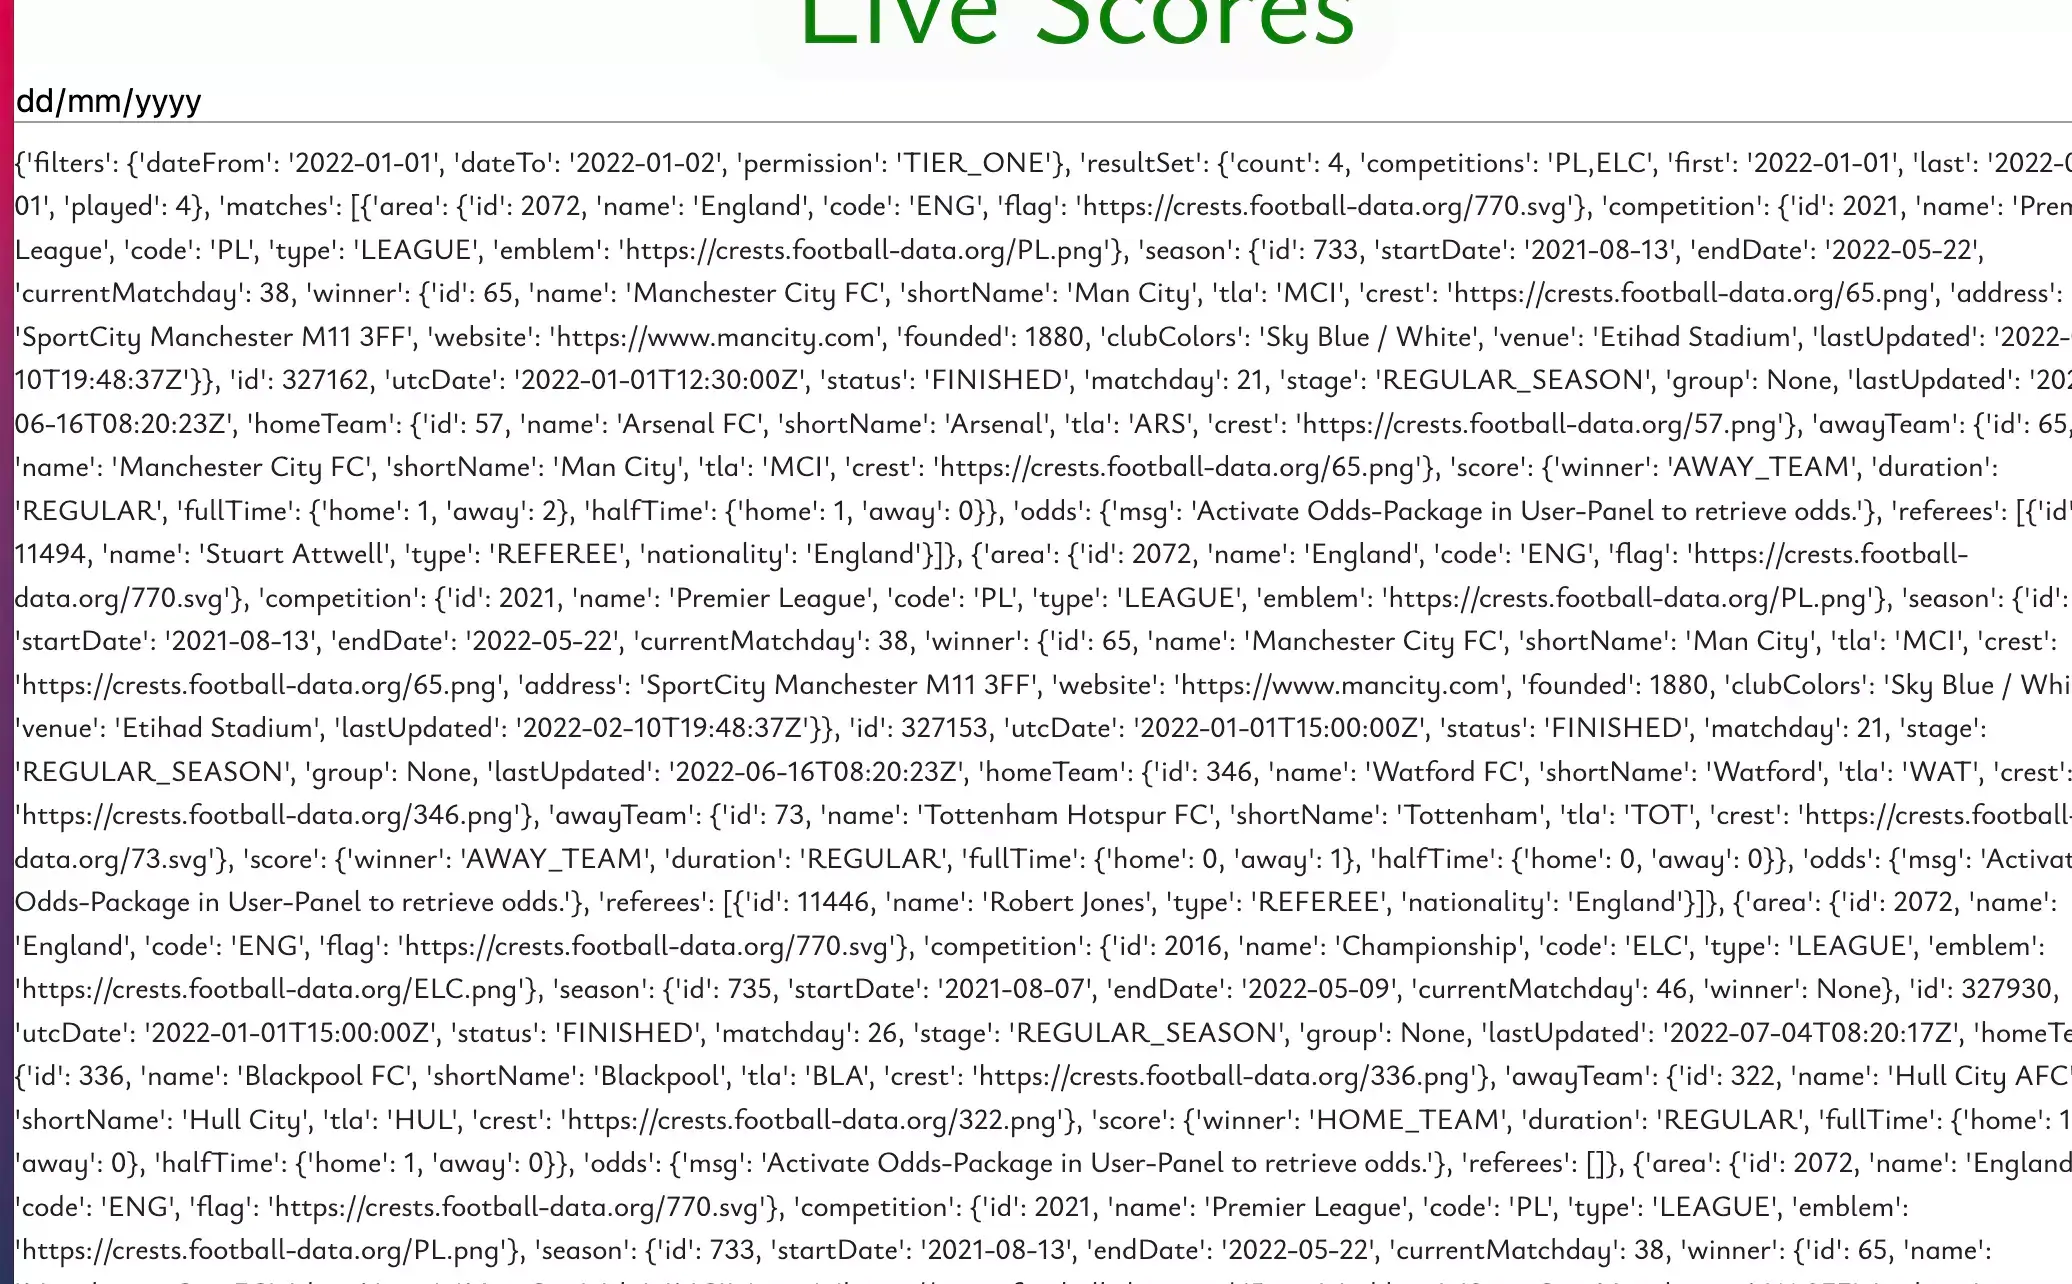 Live Scores
dd/mm/yyyy
{'filters': {'dateFrom': '2022-01-01', 'dateTo': '2022-01-02', 'permission': 'TIER_ONE'}, 'resultSet': {'count': 4, 'competitions': 'PL,ELC', 'first': '2022-01-01', 'last': '2022-0
01', 'played': 4}, 'matches': [{'area': {'id': 2072, 'name': 'England', 'code': 'ENG', 'flag': 'https://crests.football-data.org/770.svg'}, 'competition': {'id': 2021, 'name': 'Prem
League', 'code': 'PL', 'type': 'LEAGUE', 'emblem': 'https://crests.football-data.org/PL.png'}, 'season': {'id': 733, 'startDate': '2021-08-13', 'endDate': '2022-05-22',
'currentMatchday': 38, 'winner': {'id': 65, 'name': 'Manchester City FC', 'shortName': 'Man City', 'tla': 'MCI', 'crest': 'https://crests.football-data.org/65.png', 'address':
'SportCity Manchester M11 3FF', 'website': 'https://www.mancity.com', 'founded': 1880, 'clubColors': 'Sky Blue / White', 'venue': 'Etihad Stadium', 'lastUpdated': '2022-
10T19:48:37Z'}}, 'id': 327162, 'utcDate': '2022-01-01T12:30:00Z', 'status': 'FINISHED', 'matchday': 21, 'stage': 'REGULAR_SEASON', 'group': None, 'lastUpdated': '202
06-16T08:20:23Z', 'homeTeam': {'id': 57, 'name': 'Arsenal FC', 'shortName': 'Arsenal', 'tla': 'ARS', 'crest': 'https://crests.football-data.org/57.png'}, 'awayTeam': {'id': 65,
'name': 'Manchester City FC', 'shortName': 'Man City', 'tla': 'MCI', 'crest': 'https://crests.football-data.org/65.png'}, 'score': {'winner': 'AWAY_TEAM', 'duration':
'REGULAR', 'fullTime': {'home': 1, 'away': 2}, 'halfTime': {'home': 1, 'away': 0}}, 'odds': {'msg': 'Activate Odds-Package in User-Panel to retrieve odds.'}, 'referees': [{'id'
11494, 'name': 'Stuart Attwell', 'type': 'REFEREE', 'nationality': 'England'}]}, {'area': {'id': 2072, 'name': 'England', 'code': 'ENG', 'flag': 'https://crests.football-
data.org/770.svg'}, 'competition': {'id': 2021, 'name': 'Premier League', 'code': 'PL', 'type': 'LEAGUE', 'emblem': 'https://crests.football-data.org/PL.png'}, 'season': {'id':
'startDate': '2021-08-13', 'endDate': '2022-05-22', 'currentMatchday': 38, 'winner': {'id': 65, 'name': 'Manchester City FC', 'shortName': 'Man City', 'tla': 'MCI', 'crest':
'https://crests.football-data.org/65.png', 'address': 'SportCity Manchester M11 3FF', 'website': 'https://www.mancity.com', 'founded': 1880, 'clubColors': 'Sky Blue / Whi
'venue': 'Etihad Stadium', 'lastUpdated': '2022-02-10T19:48:37Z'}}, 'id': 327153, 'utcDate': '2022-01-01T15:00:00Z', 'status': 'FINISHED', 'matchday': 21, 'stage':
'REGULAR_SEASON', 'group': None, 'lastUpdated': '2022-06-16T08:20:23Z', 'homeTeam': {'id': 346, 'name': 'Watford FC', 'shortName': 'Watford', 'tla': 'WAT', 'crest':
'https://crests.football-data.org/346.png'}, 'awayTeam': {'id': 73, 'name': 'Tottenham Hotspur FC', 'shortName': 'Tottenham', 'tla': 'TOT', 'crest': 'https://crests.football-
data.org/73.svg'}, 'score': {'winner': 'AWAY_TEAM', 'duration': 'REGULAR', 'fullTime': {'home': 0, 'away': 1}, 'halfTime': {'home': 0, 'away': 0}}, 'odds': {'msg': 'Activat
Odds-Package in User-Panel to retrieve odds.'}, 'referees': [{'id': 11446, 'name': 'Robert Jones', 'type': 'REFEREE', 'nationality': 'England'}]}, {'area': {'id': 2072, 'name':
'England', 'code': 'ENG', 'flag': 'https://crests.football-data.org/770.svg'}, 'competition': {'id': 2016, 'name': 'Championship', 'code': 'ELC', 'type': 'LEAGUE', 'emblem':
'https://crests.football-data.org/ELC.png'}, 'season': {'id': 735, 'startDate': '2021-08-07', 'endDate': '2022-05-09', 'currentMatchday': 46, 'winner': None}, 'id': 327930,
'utcDate': '2022-01-01T15:00:00Z', 'status': 'FINISHED', 'matchday': 26, 'stage': 'REGULAR_SEASON', 'group': None, 'lastUpdated': '2022-07-04T08:20:17Z', 'homeTe
{'id': 336, 'name': 'Blackpool FC', 'shortName': 'Blackpool', 'tla': 'BLA', 'crest': 'https://crests.football-data.org/336.png'}, 'awayTeam': {'id': 322, 'name': 'Hull City AFC'
'shortName': 'Hull City', 'tla': 'HUL', 'crest': 'https://crests.football-data.org/322.png'}, 'score': {'winner': 'HOME_TEAM', 'duration': 'REGULAR', 'fullTime': {'home': 1
'away': 0}, 'halfTime': {'home': 1, 'away': 0}}, 'odds': {'msg': 'Activate Odds-Package in User-Panel to retrieve odds.'}, 'referees': []}, {'area': {'id': 2072, 'name': 'England
'code': 'ENG', 'flag': 'https://crests.football-data.org/770.svg'}, 'competition': {'id': 2021, 'name': 'Premier League', 'code': 'PL', 'type': 'LEAGUE', 'emblem':
'https://crests.football-data.org/PL.png'}, 'season': {'id': 733, 'startDate': '2021-08-13', 'endDate': '2022-05-22', 'currentMatchday': 38, 'winner': {'id': 65, 'name':